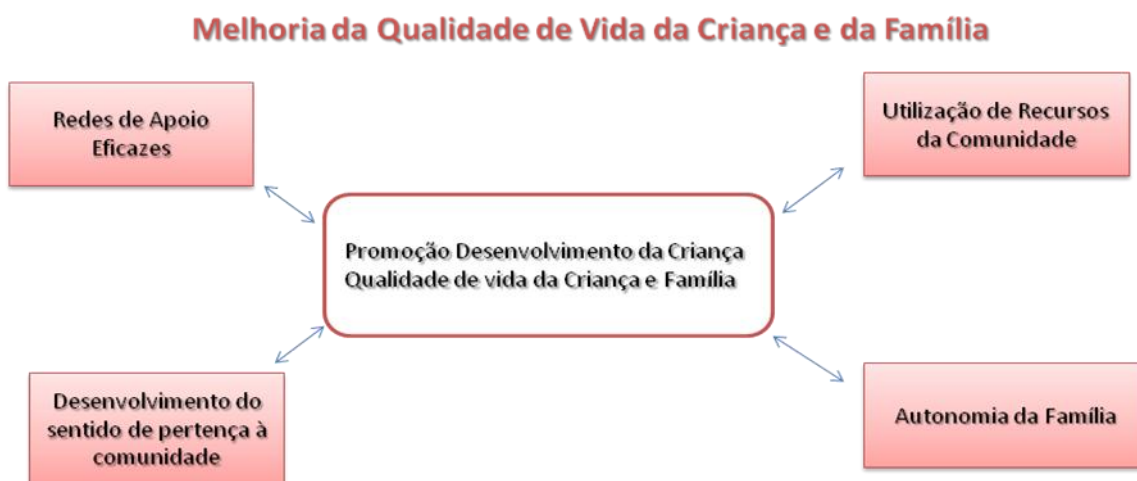 Melhoria da Qualidade de Vida da Criança e da Família
Redes de Apoio
Eficazes
Utilização de Recursos
da Comunidade
Promoção Desenvolvimento da Criança
Qualidade de vida da Criança e Família
Desenvolvimento do
sentido de pertença à
comunidade
Autonomia da Família